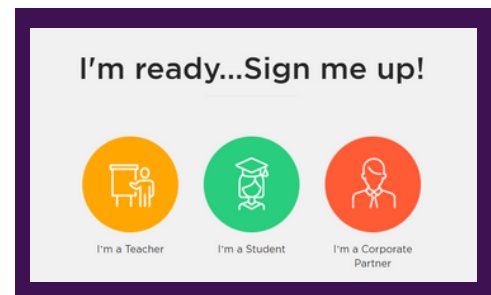 I'm ready...Sign me up!
I'm a Teacher
I'm a Student
I'm a Corporate
Partner